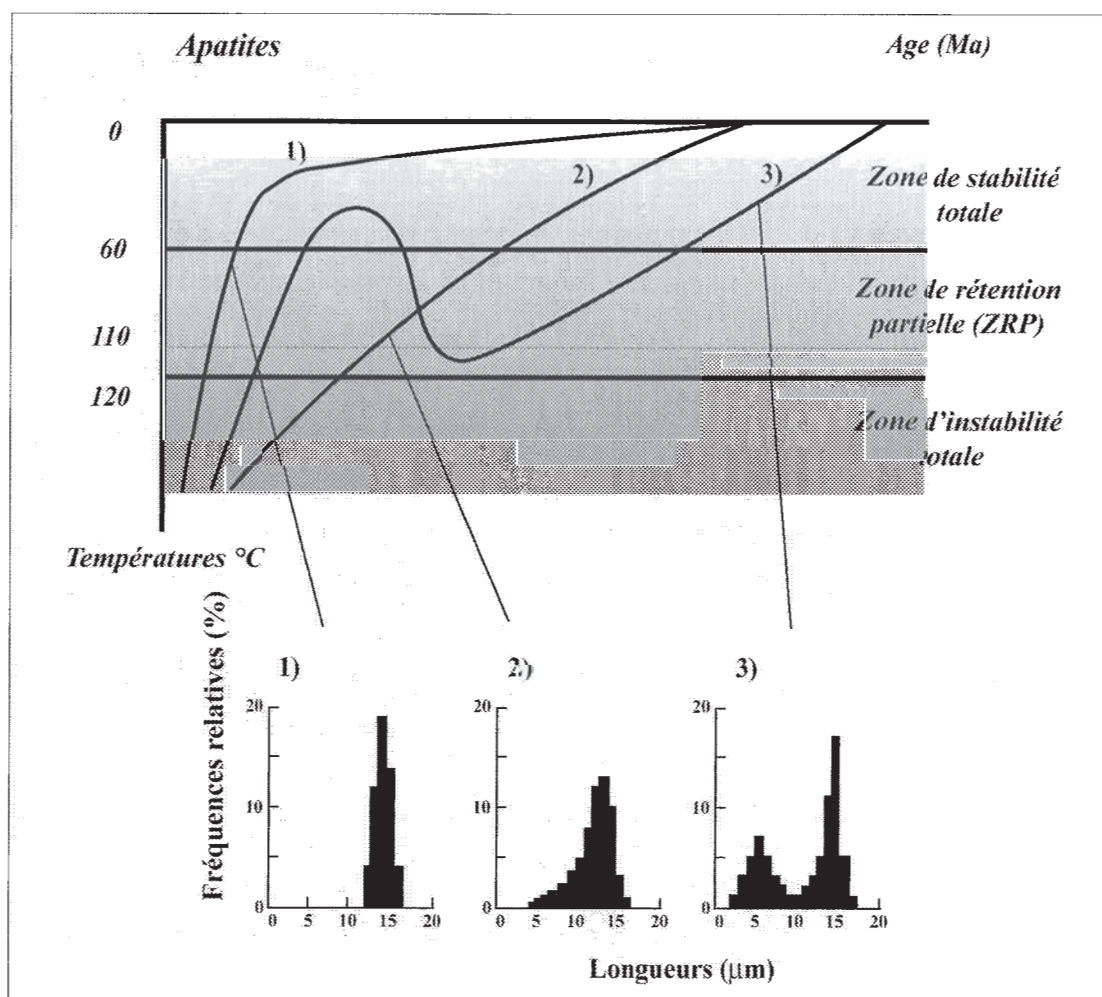 Apatites
Age (Ma)
0
60
110
120
1)
2)
3)
Zone de stabilité
totale
Zone de rétention
partielle (ZRP)
Zone d'instabilité
totale
Températures °C
Fréquences relatives (%)
1)
20
10
0
0 5 10 15 20
2)
20
10
0
0 5 10 15 20
3)
20
10
0
0 5 10 15 20
Longueurs (μm)